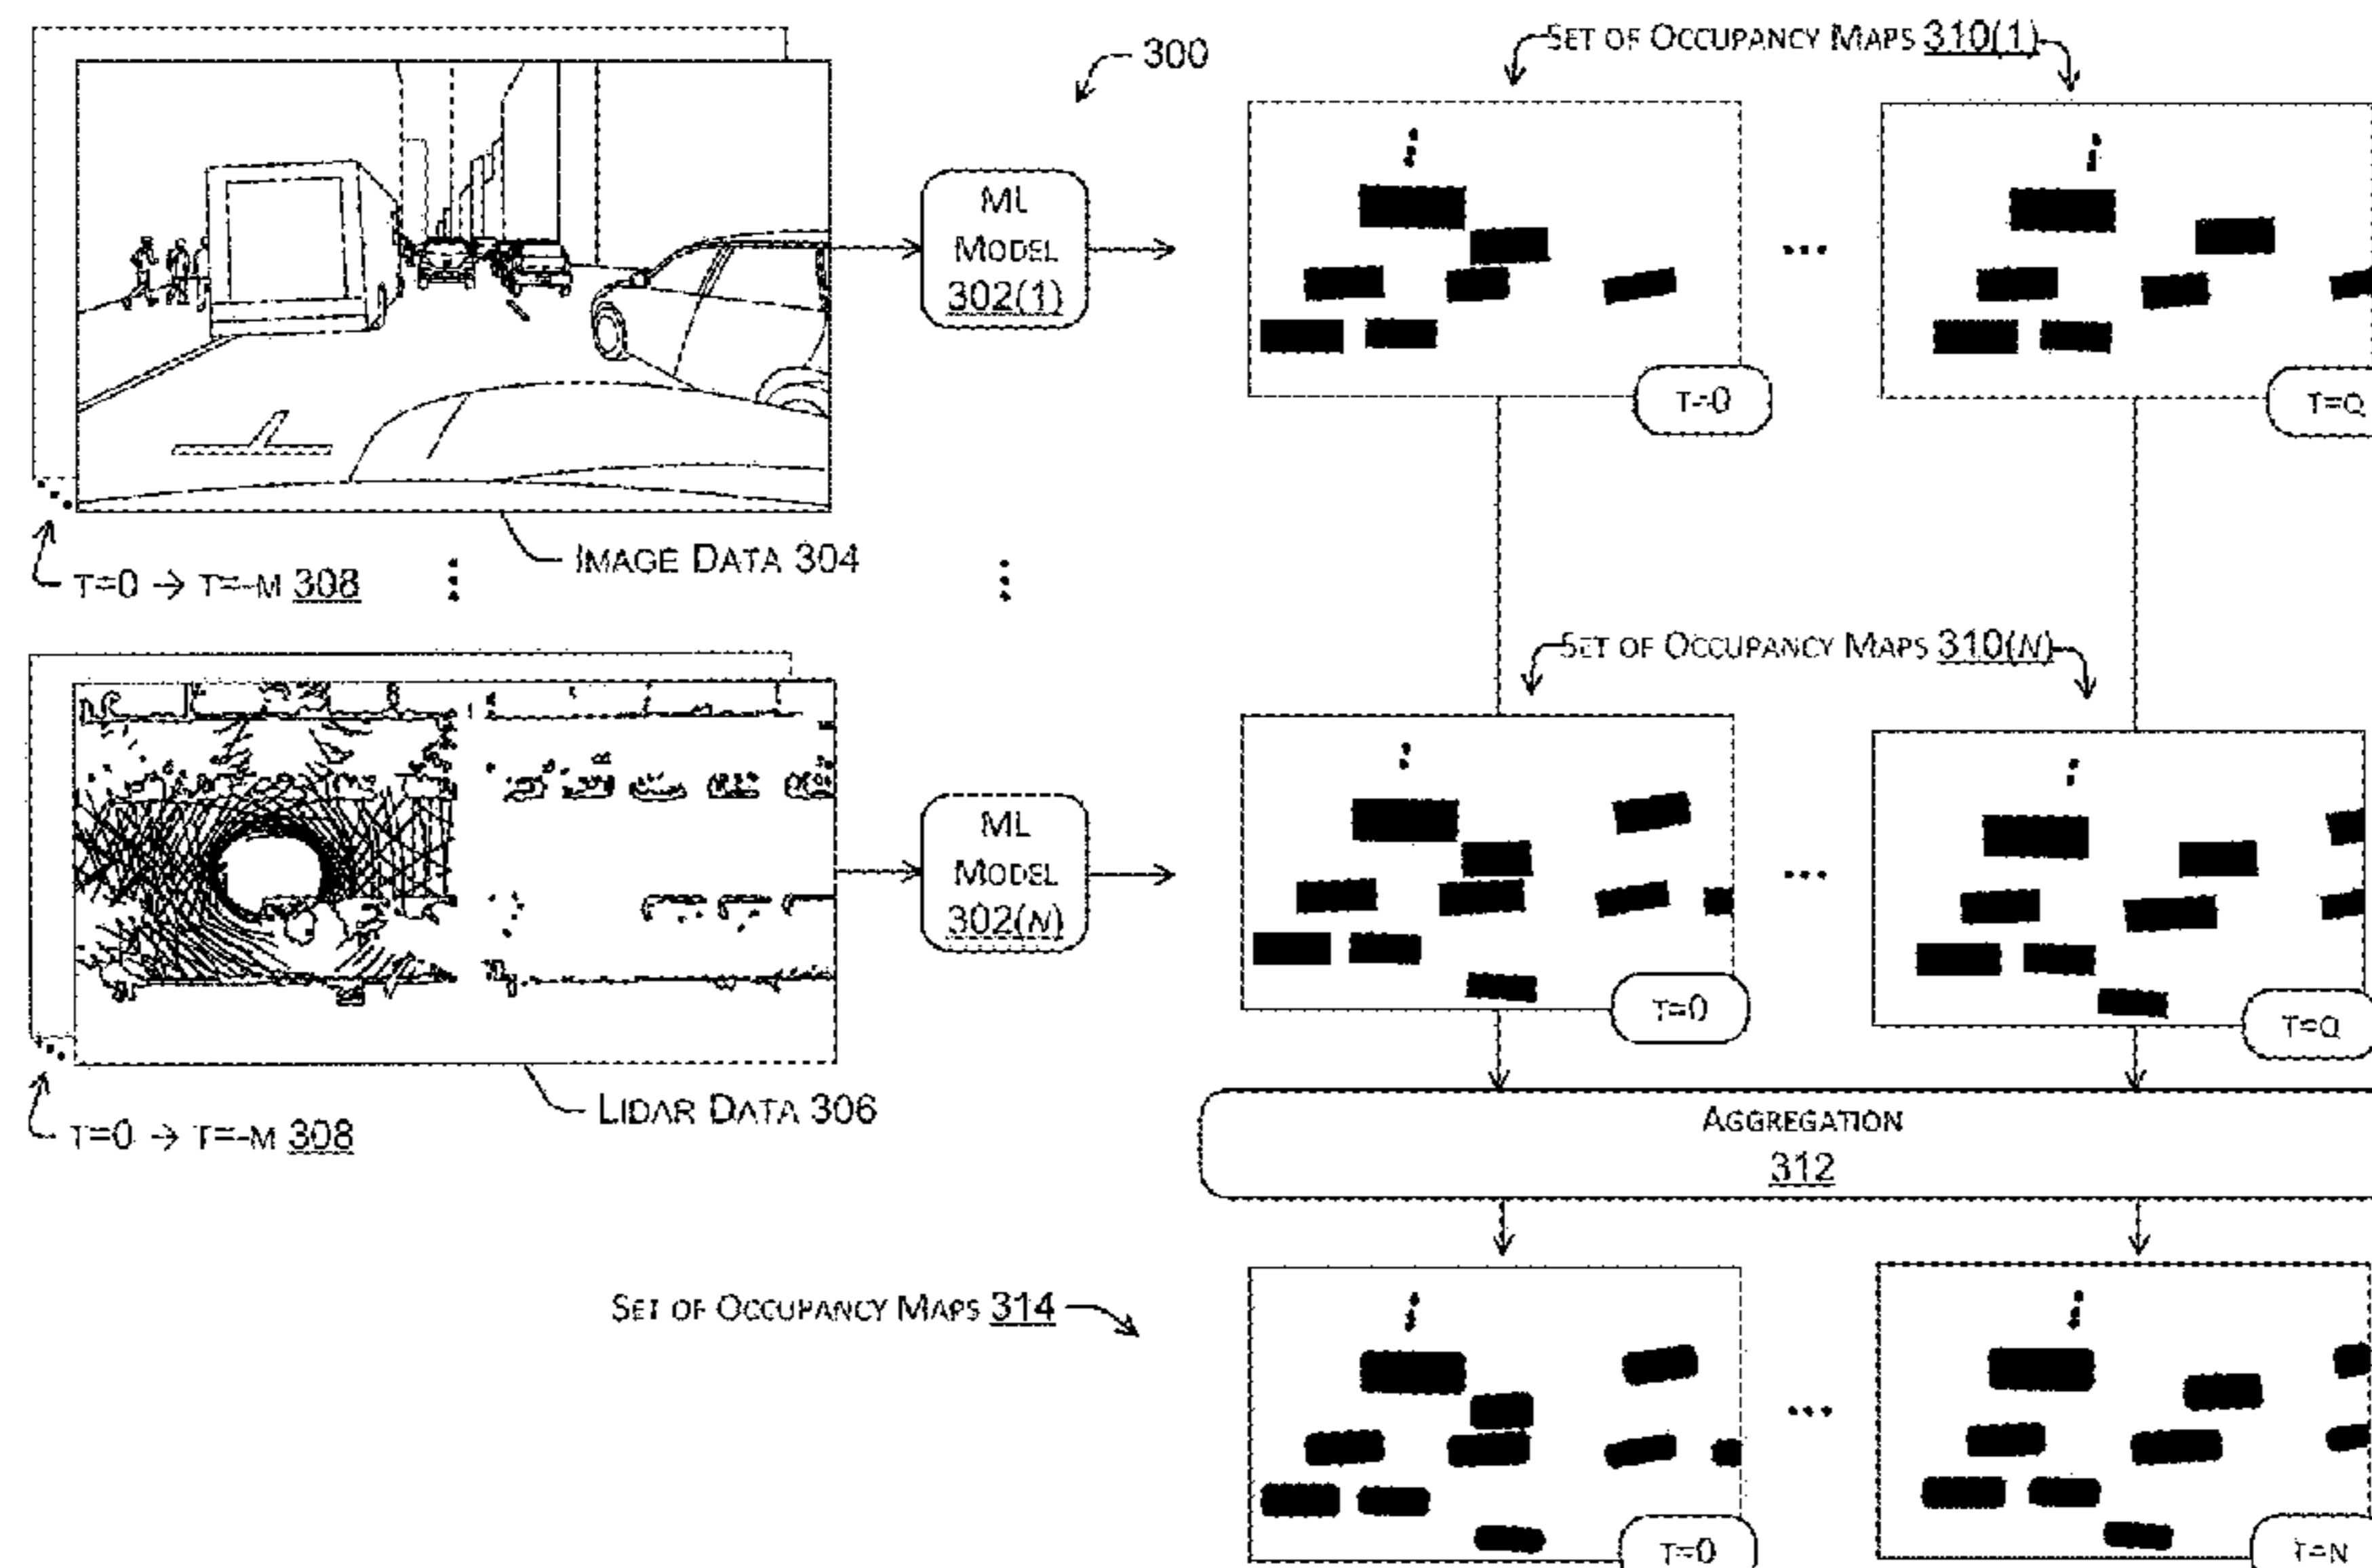 300
SET OF OCCUPANCY MAPS 310(1)
ML
MODEL
302(1)
T=0
T=Q
IMAGE DATA 304
T=0 → T=-M 308
SET OF OCCUPANCY MAPS 310(N)
ML
MODEL
302(N)
T=0
T=Q
LIDAR DATA 306
T=0 → T=-M 308
AGGREGATION
312
SET OF OCCUPANCY MAPS 314
T=0
T=N